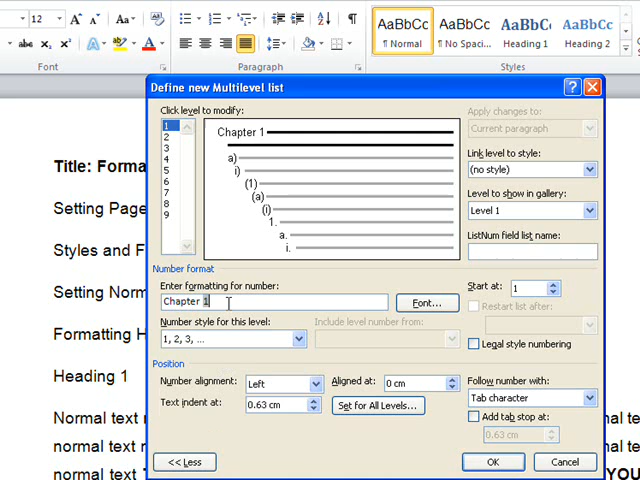 12 Aa
AaBbCc AaBbCc AaBbC AaBbCc
¶ Normal ¶ No Spaci... Heading 1 Heading 2
Font Paragraph Styles
Define new Multilevel list
Click level to modify:
1
2
3
4
5
6
7
8
9
Chapter 1
a)
i)
(1)
(a)
(i)
1.
a.
i.
Apply changes to:
Current paragraph
Link level to style:
(no style)
Level to show in gallery:
Level 1
ListNum field list name:
Number format
Enter formatting for number:
Chapter 1
Font...
Number style for this level:
1, 2, 3, ...
Include level number from:
Start at: 1
Restart list after:
Legal style numbering
Position
Number alignment: Left
Aligned at: 0 cm
Text indent at: 0.63 cm
Set for All Levels...
Follow number with:
Tab character
Add tab stop at:
0.63 cm
<< Less
OK
Cancel
Title: Forma
Setting Page
Styles and F
Setting Norm
Formatting H
Heading 1
Normal text
normal text
normal text